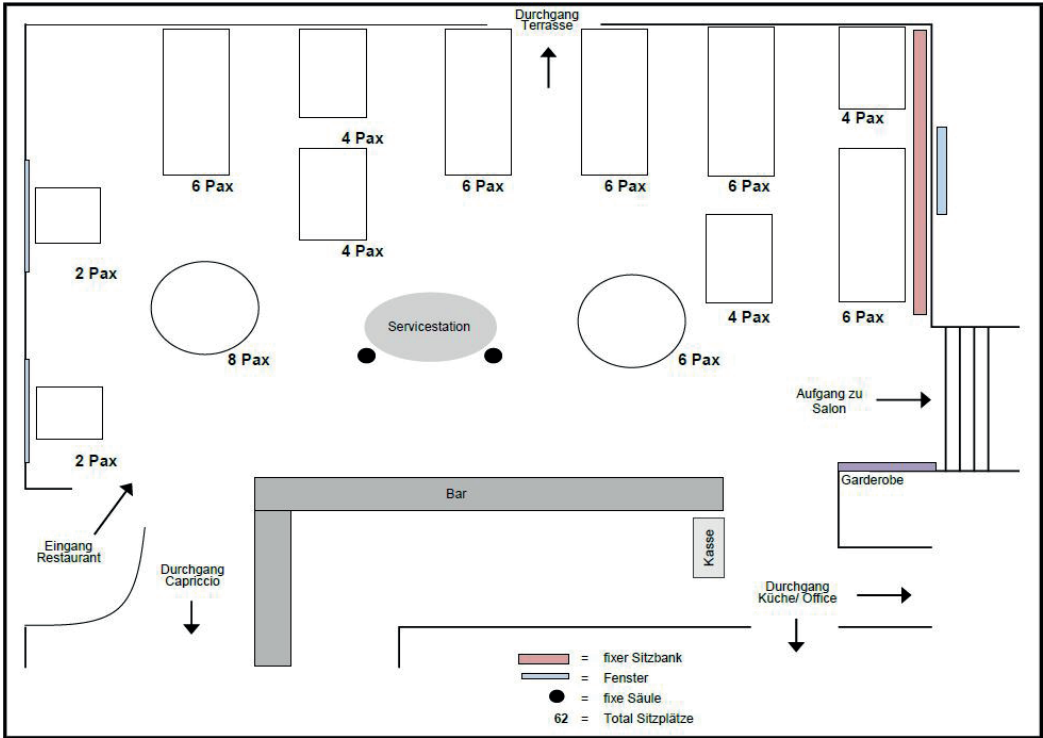 Durchgang
Terrasse
4 Pax
4 Pax
6 Pax
6 Pax
6 Pax
6 Pax
4 Pax
2 Pax
4 Pax
6 Pax
Servicestation
8 Pax
6 Pax
Aufgang zu
Salon
2 Pax
Garderobe
Bar
Eingang
Restaurant
Kasse
Durchgang
Capriccio
Durchgang
Küche/ Office
= fixer Sitzbank
= Fenster
= fixe Säule
62 = Total Sitzplätze